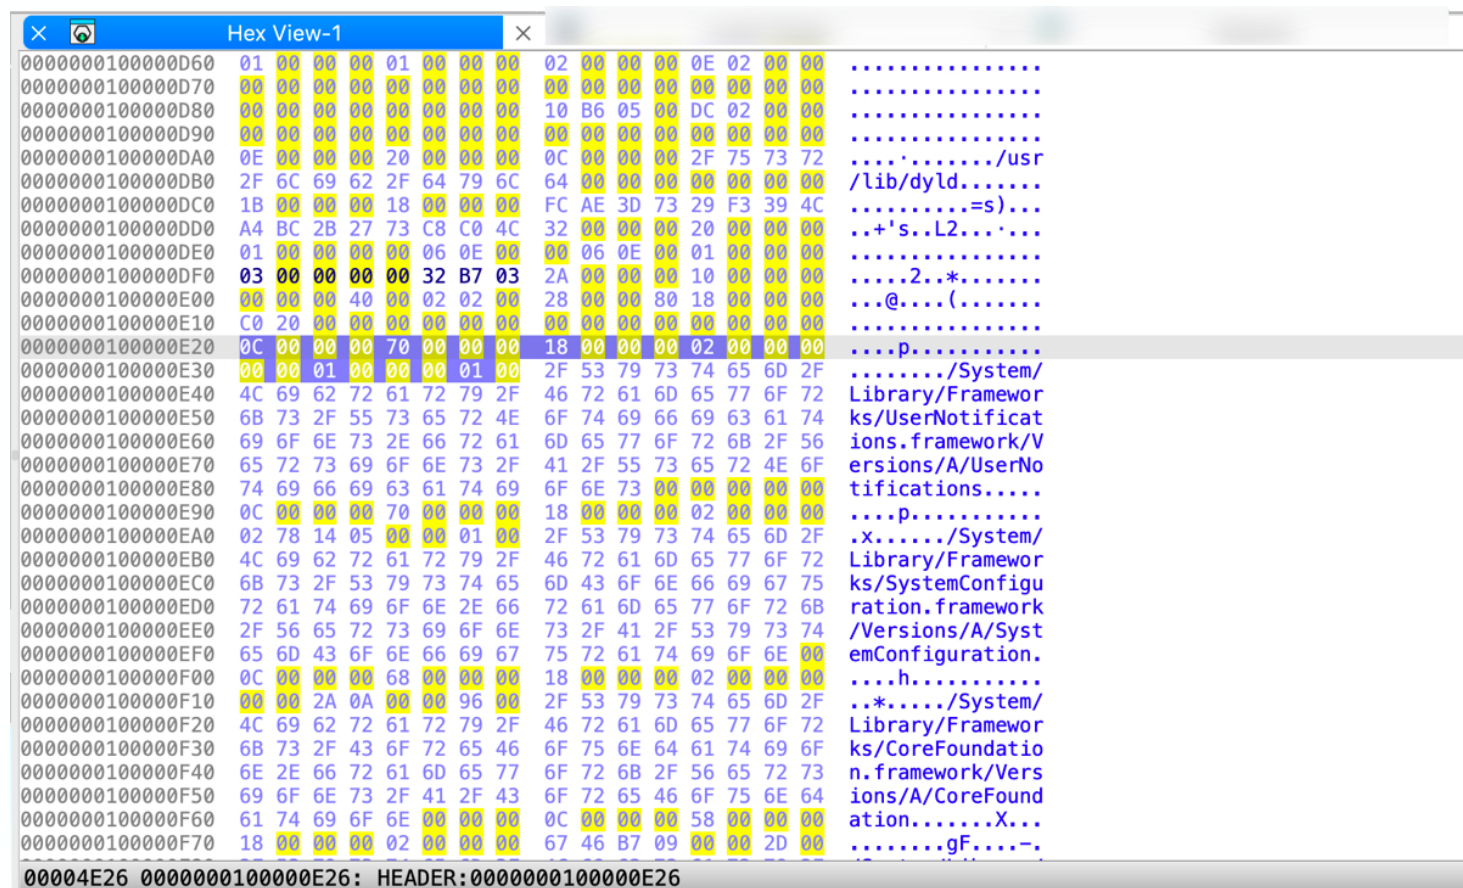 Hex View-1
0000000100000D60 01 00 00 00 01 00 00 00 02 00 00 00 0E 02 00 00 ................
0000000100000D70 00 00 00 00 00 00 00 00 00 00 00 00 00 00 00 00 ................
0000000100000D80 00 00 00 00 00 00 00 00 10 B6 05 00 DC 02 00 00 ................
0000000100000D90 00 00 00 00 00 00 00 00 00 00 00 00 00 00 00 00 ................
0000000100000DA0 0E 00 00 00 20 00 00 00 0C 00 00 00 2F 75 73 72 ....·......./usr
0000000100000DB0 2F 6C 69 62 2F 64 79 6C 64 00 00 00 00 00 00 00 /lib/dyld.......
0000000100000DC0 1B 00 00 00 18 00 00 00 FC AE 3D 73 29 F3 39 4C ..........=s)...
0000000100000DD0 A4 BC 2B 27 73 C8 C0 4C 32 00 00 00 20 00 00 00 ..+'s..L2...·...
0000000100000DE0 01 00 00 00 00 06 0E 00 00 06 0E 00 01 00 00 00 ................
0000000100000DF0 03 00 00 00 00 32 B7 03 2A 00 00 00 10 00 00 00 .....2..*.......
0000000100000E00 00 00 00 40 00 02 02 00 28 00 00 80 18 00 00 00 ...@....(.......
0000000100000E10 C0 20 00 00 00 00 00 00 00 00 00 00 00 00 00 00 ................
0000000100000E20 0C 00 00 00 70 00 00 00 18 00 00 00 02 00 00 00 ....p...........
0000000100000E30 00 00 01 00 00 00 01 00 2F 53 79 73 74 65 6D 2F ......../System/
0000000100000E40 4C 69 62 72 61 72 79 2F 46 72 61 6D 65 77 6F 72 Library/Framewor
0000000100000E50 6B 73 2F 55 73 65 72 4E 6F 74 69 66 69 63 61 74 ks/UserNotificat
0000000100000E60 69 6F 6E 73 2E 66 72 61 6D 65 77 6F 72 6B 2F 56 ions.framework/V
0000000100000E70 65 72 73 69 6F 6E 73 2F 41 2F 55 73 65 72 4E 6F ersions/A/UserNo
0000000100000E80 74 69 66 69 63 61 74 69 6F 6E 73 00 00 00 00 00 tifications.....
0000000100000E90 0C 00 00 00 70 00 00 00 18 00 00 00 02 00 00 00 ....p...........
0000000100000EA0 02 78 14 05 00 00 01 00 2F 53 79 73 74 65 6D 2F .x....../System/
0000000100000EB0 4C 69 62 72 61 72 79 2F 46 72 61 6D 65 77 6F 72 Library/Framewor
0000000100000EC0 6B 73 2F 53 79 73 74 65 6D 43 6F 6E 66 69 67 75 ks/SystemConfigu
0000000100000ED0 72 61 74 69 6F 6E 2E 66 72 61 6D 65 77 6F 72 6B ration.framework
0000000100000EE0 2F 56 65 72 73 69 6F 6E 73 2F 41 2F 53 79 73 74 /Versions/A/Syst
0000000100000EF0 65 6D 43 6F 6E 66 69 67 75 72 61 74 69 6F 6E 00 emConfiguration.
0000000100000F00 0C 00 00 00 68 00 00 00 18 00 00 00 02 00 00 00 ....h...........
0000000100000F10 00 00 2A 0A 00 00 96 00 2F 53 79 73 74 65 6D 2F ..*...../System/
0000000100000F20 4C 69 62 72 61 72 79 2F 46 72 61 6D 65 77 6F 72 Library/Framewor
0000000100000F30 6B 73 2F 43 6F 72 65 46 6F 75 6E 64 61 74 69 6F ks/CoreFoundatio
0000000100000F40 6E 2E 66 72 61 6D 65 77 6F 72 6B 2F 56 65 72 73 n.framework/Vers
0000000100000F50 69 6F 6E 73 2F 41 2F 43 6F 72 65 46 6F 75 6E 64 ions/A/CoreFound
0000000100000F60 61 74 69 6F 6E 00 00 00 0C 00 00 00 58 00 00 00 ation.......X...
0000000100000F70 18 00 00 00 02 00 00 00 67 46 B7 09 00 00 2D 00 ........gF....-.
00004E26 0000000100000E26: HEADER:0000000100000E26